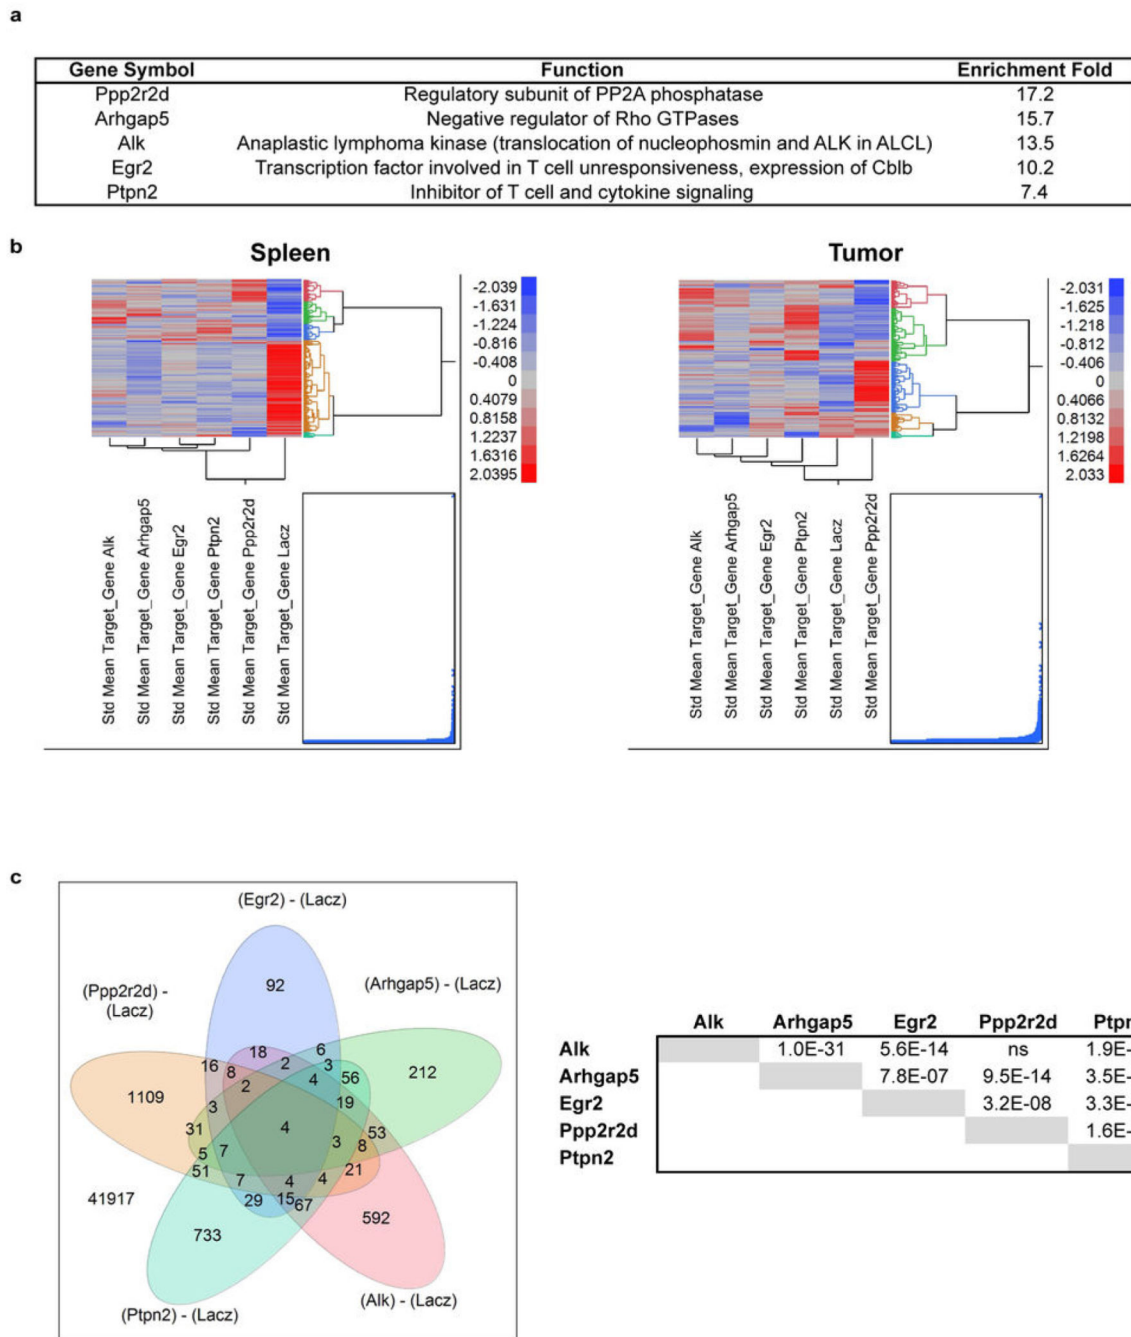 a
Gene Symbol Function Enrichment Fold
Ppp2r2d Regulatory subunit of PP2A phosphatase 17.2
Arhgap5 Negative regulator of Rho GTPases 15.7
Alk Anaplastic lymphoma kinase (translocation of nucleophosmin and ALK in ALCL) 13.5
Egr2 Transcription factor involved in T cell unresponsiveness, expression of Cblb 10.2
Ptpn2 Inhibitor of T cell and cytokine signaling 7.4
b
Spleen
-2.039
-1.631
-1.224
-0.816
-0.408
0
0.4079
0.8158
1.2237
1.6316
2.0395
Std Mean Target_Gene Alk
Std Mean Target_Gene Arhgap5
Std Mean Target_Gene Egr2
Std Mean Target_Gene Ptpn2
Std Mean Target_Gene Ppp2r2d
Std Mean Target_Gene Lacz
Tumor
-2.031
-1.625
-1.218
-0.812
-0.406
0
0.4066
0.8132
1.2198
1.6264
2.033
Std Mean Target_Gene Alk
Std Mean Target_Gene Arhgap5
Std Mean Target_Gene Egr2
Std Mean Target_Gene Ptpn2
Std Mean Target_Gene Lacz
Std Mean Target_Gene Ppp2r2d
c
(Egr2) - (Lacz)
(Arhgap5) - (Lacz)
(Ppp2r2d) -
(Lacz)
92
18 6
16 8 2 3
2 4 56 212
1109 3 19
31 4 53
5 7 3 8
51 7 4 4 21
41917 29 15 67
733 592
(Ptpn2) - (Lacz) (Alk) - (Lacz)
Alk Arhgap5 Egr2 Ppp2r2d Ptpn
Alk 1.0E-31 5.6E-14 ns 1.9E-
Arhgap5 7.8E-07 9.5E-14 3.5E-
Egr2 3.2E-08 3.3E-
Ppp2r2d 1.6E-
Ptpn2